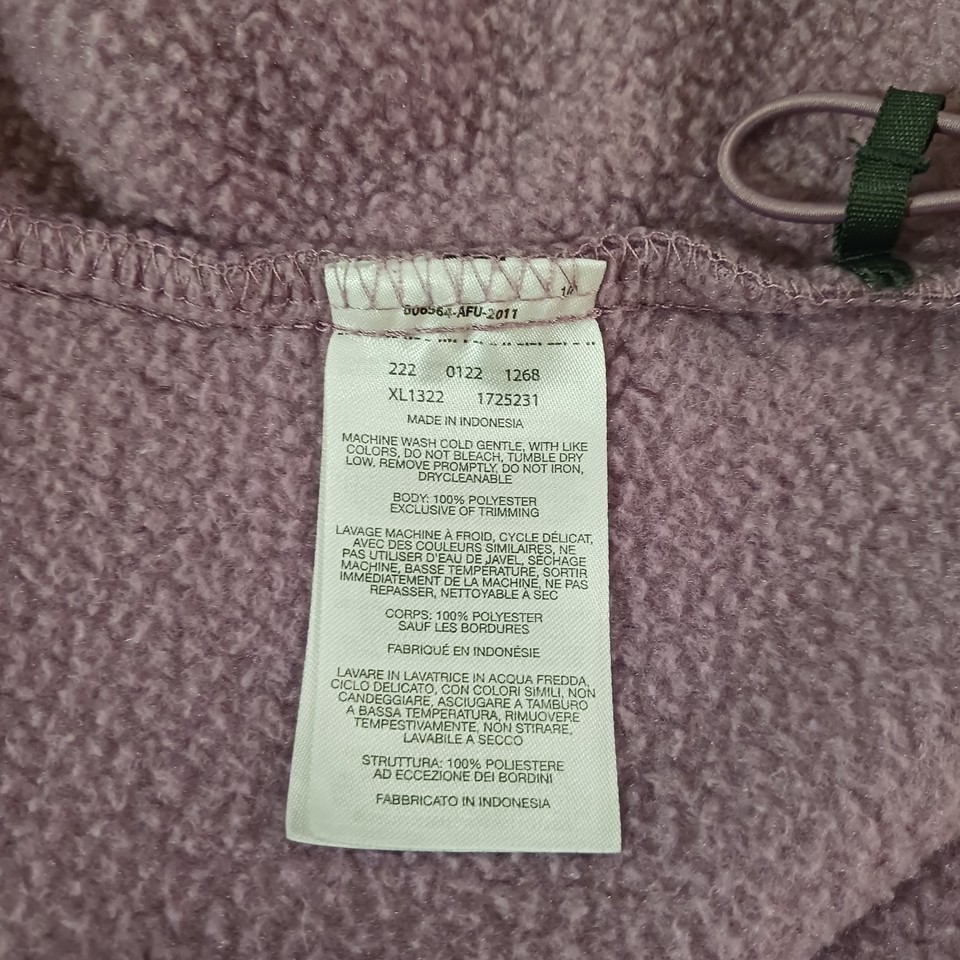 506564-AFU-2011
222 0122 1268
XL1322 1725231
MADE IN INDONESIA
MACHINE WASH COLD GENTLE, WITH LIKE
COLORS, DO NOT BLEACH, TUMBLE DRY
LOW, REMOVE PROMPTLY, DO NOT IRON,
DRYCLEANABLE
BODY: 100% POLYESTER
EXCLUSIVE OF TRIMMING
LAVAGE MACHINE À FROID, CYCLE DÉLICAT,
AVEC DES COULEURS SIMILAIRES, NE
PAS UTILISER D'EAU DE JAVEL, SÉCHAGE
MACHINE, BASSE TEMPÉRATURE, SORTIR
IMMÉDIATEMENT DE LA MACHINE, NE PAS
REPASSER, NETTOYABLE À SEC
CORPS: 100% POLYESTER
SAUF LES BORDURES
FABRIQUÉ EN INDONÉSIE
LAVARE IN LAVATRICE IN ACQUA FREDDA,
CICLO DELICATO, CON COLORI SIMILI, NON
CANDEGGIARE, ASCIUGARE A TAMBURO
A BASSA TEMPERATURA, RIMUOVERE
TEMPESTIVAMENTE, NON STIRARE,
LAVABILE A SECCO
STRUTTURA: 100% POLIESTERE
AD ECCEZIONE DEI BORDINI
FABBRICATO IN INDONESIA